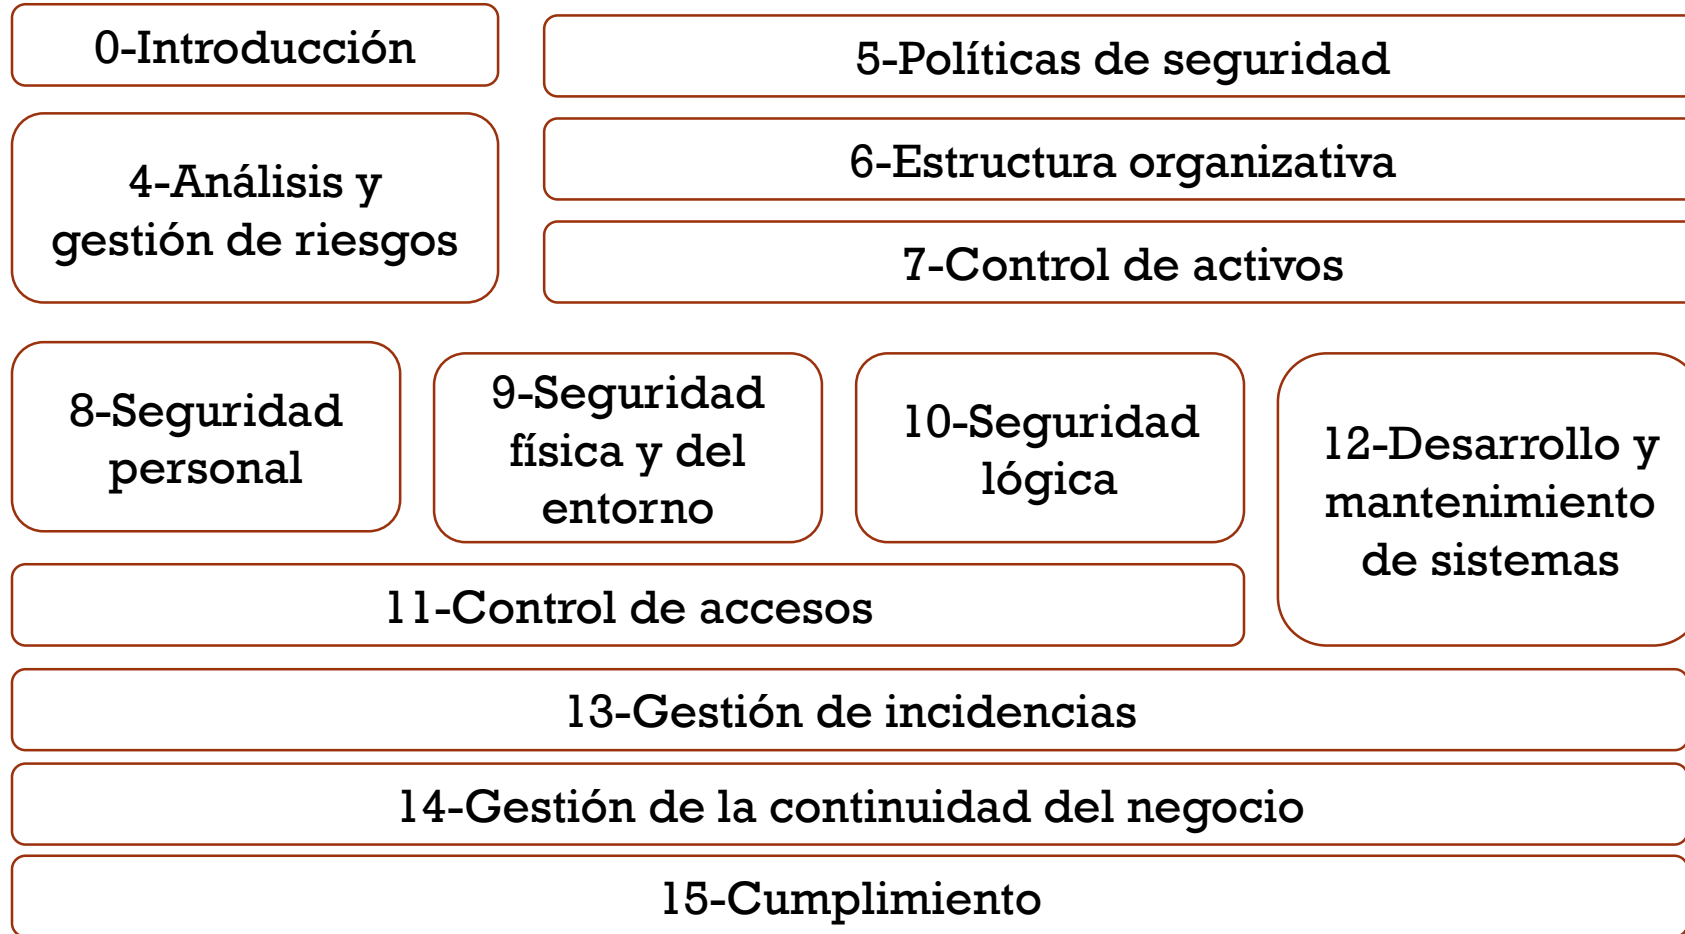 0-Introducción
5-Políticas de seguridad
4-Análisis y
gestión de riesgos
6-Estructura organizativa
7-Control de activos
8-Seguridad
personal
9-Seguridad
física y del
entorno
10-Seguridad
lógica
12-Desarrollo y
mantenimiento
de sistemas
11-Control de accesos
13-Gestión de incidencias
14-Gestión de la continuidad del negocio
15-Cumplimiento